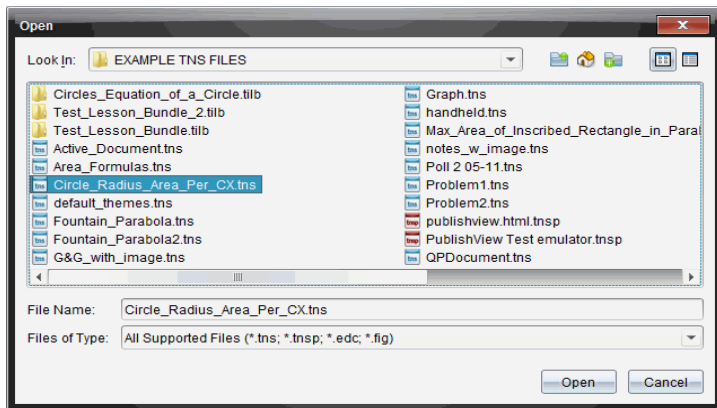 Open
Look In: EXAMPLE TNS FILES
Circles_Equation_of_a_Circle.tilb
Test_Lesson_Bundle_2.tilb
Test_Lesson_Bundle.tilb
Active_Document.tns
Area_Formulas.tns
Circle_Radius_Area_Per_CX.tns
default_themes.tns
Fountain_Parabola.tns
Fountain_Parabola2.tns
G&G_with_image.tns
Graph.tns
handheld.tns
Max_Area_of_Inscribed_Rectangle_in_Paral
notes_w_image.tns
Poll 2 05-11.tns
Problem1.tns
Problem2.tns
publishview.html.tnsp
PublishView Test emulator.tnsp
QPDocument.tns
File Name: Circle_Radius_Area_Per_CX.tns
Files of Type: All Supported Files (*.tns; *.tnsp; *.edc; *.fig)
Open Cancel